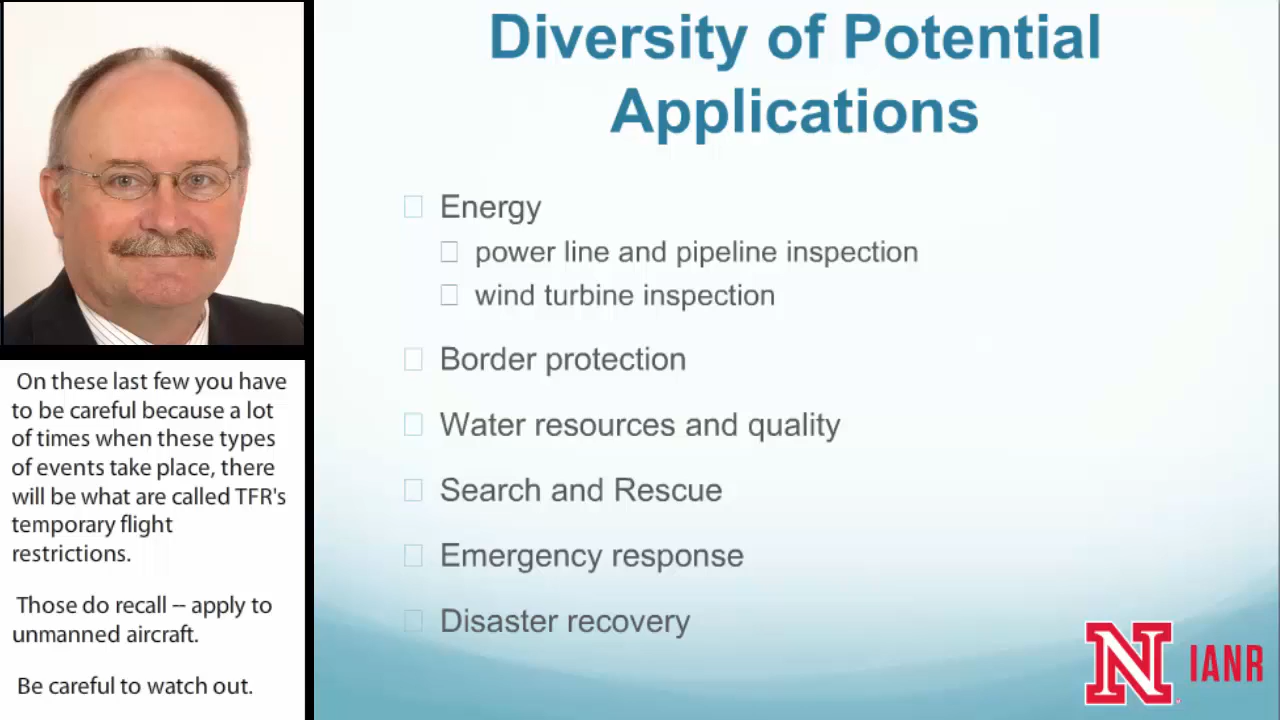 Diversity of Potential
Applications
Energy
power line and pipeline inspection
wind turbine inspection
Border protection
Water resources and quality
Search and Rescue
Emergency response
Disaster recovery
On these last few you have
to be careful because a lot
of times when these types
of events take place, there
will be what are called TFR's
temporary flight
restrictions.
Those do recall -- apply to
unmanned aircraft.
Be careful to watch out.
N IANR